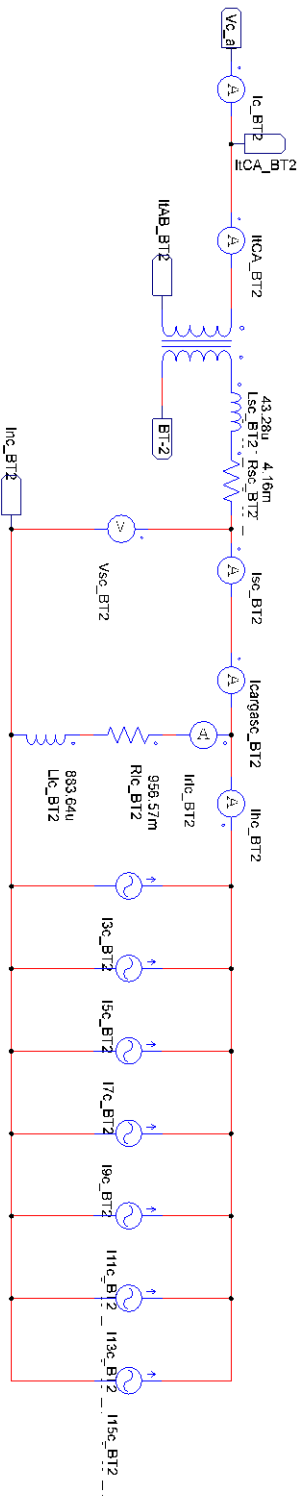 Vc_a
Ic_BT2
ItCA_BT2
ItCA_BT2
ItAB_BT2
BT-2
43.28u
Lsc_BT2
4.16m
Rsc_BT2
Inc_BT2
V
Vsc_BT2
A
Isc_BT2
A
Icargasc_BT2
A
Ihc_BT2
A
Irlc_BT2
956.57m
Rlc_BT2
883.64u
Llc_BT2
A
A
I3c_BT2
I5c_BT2
I7c_BT2
I9c_BT2
I11c_BT2
I13c_BT2
I15c_BT2